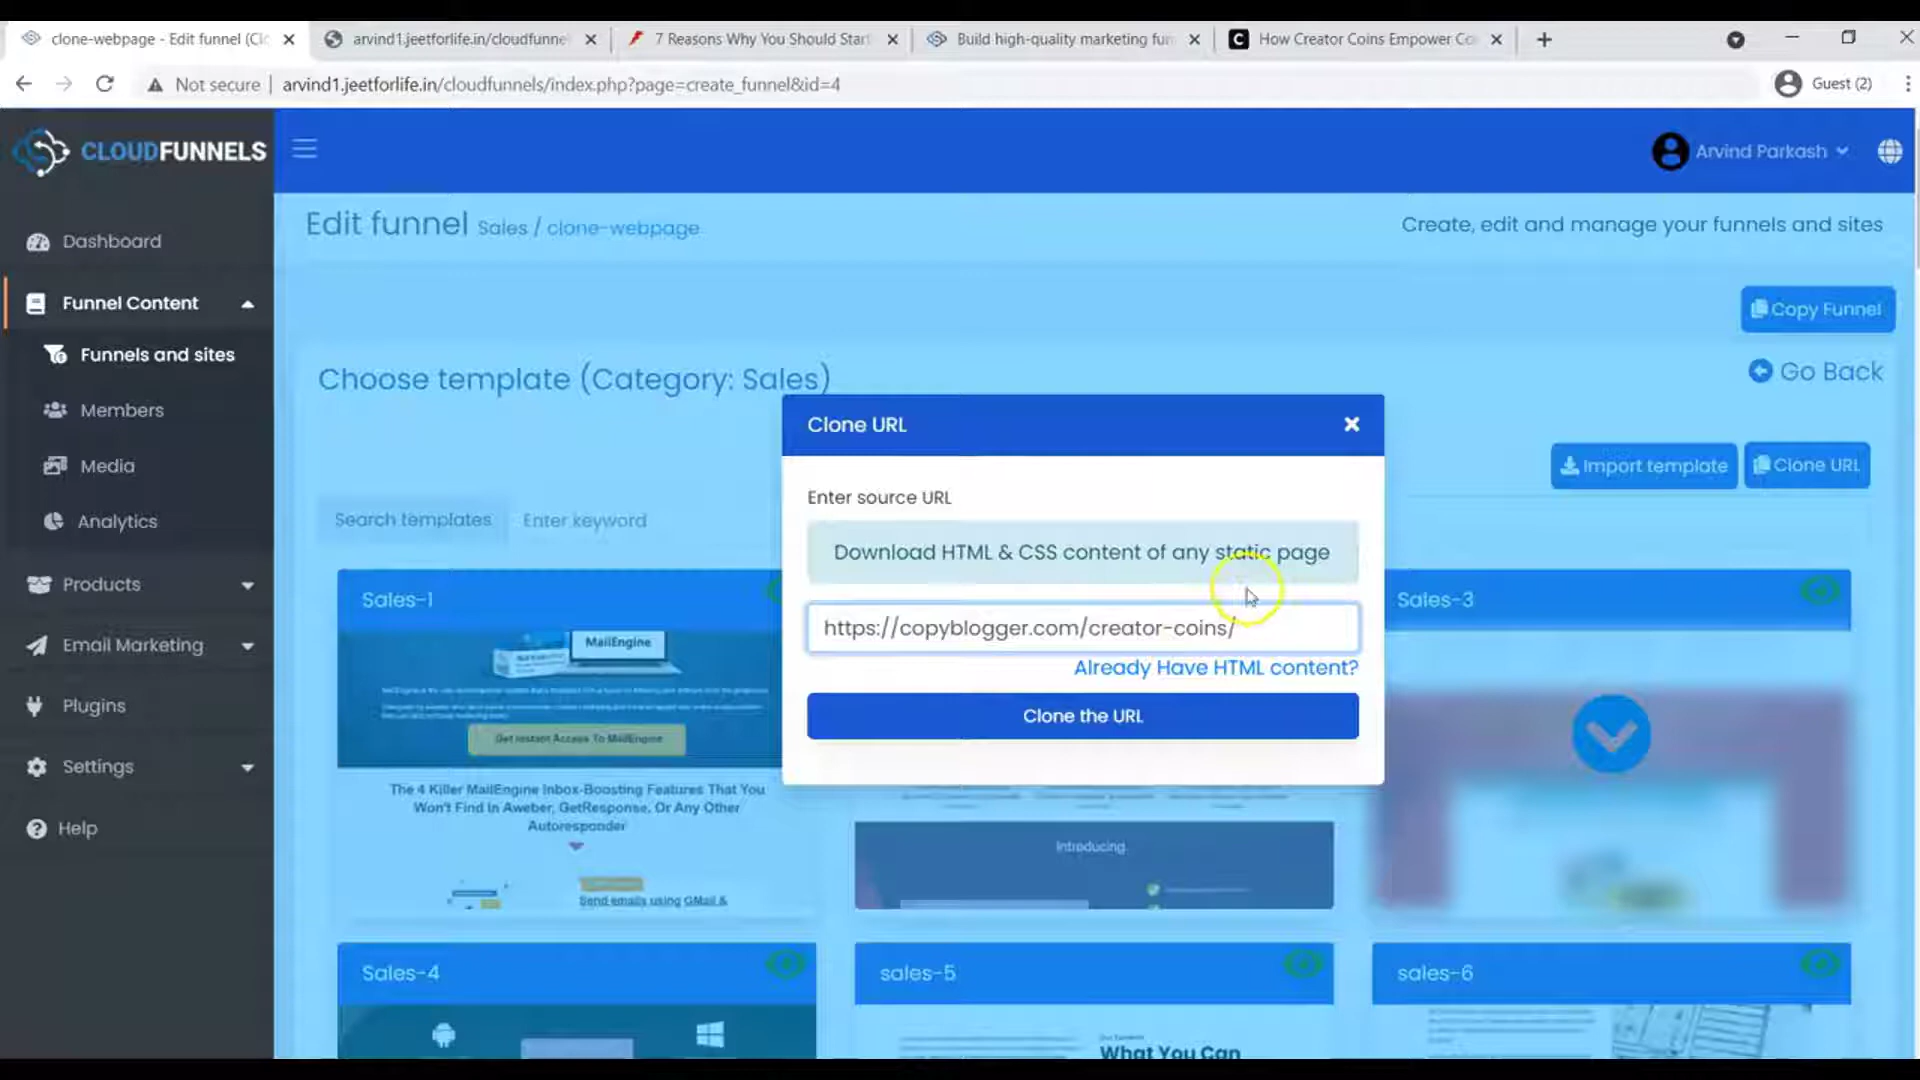 clone-webpage - Edit funnel (Clo
arvind1.jeetforlife.in/cloudfunne
7 Reasons Why You Should Start
Build high-quality marketing fun
How Creator Coins Empower Co
Not secure
arvind1.jeetforlife.in/cloudfunnels/index.php?page=create_funnel&id=4
Guest (2)
CLOUDFUNNELS
Arvind Parkash
Dashboard
Funnel Content
Funnels and sites
Members
Media
Analytics
Products
Email Marketing
Plugins
Settings
Help
Edit funnel Sales / clone-webpage
Create, edit and manage your funnels and sites
Copy Funnel
Choose template (Category: Sales)
Go Back
Import template
Clone URL
Search templates
Enter keyword
Clone URL
Enter source URL
Download HTML & CSS content of any static page
https://copyblogger.com/creator-coins/
Already Have HTML content?
Clone the URL
Sales-1
MailEngine
Get Instant Access To MailEngine
The 4 Killer MailEngine Inbox-Boosting Features That You
Won't Find In Aweber, GetResponse, Or Any Other
Autoresponder
Send emails using GMail &
Introducing
Sales-3
Sales-4
sales-5
What You Can
sales-6